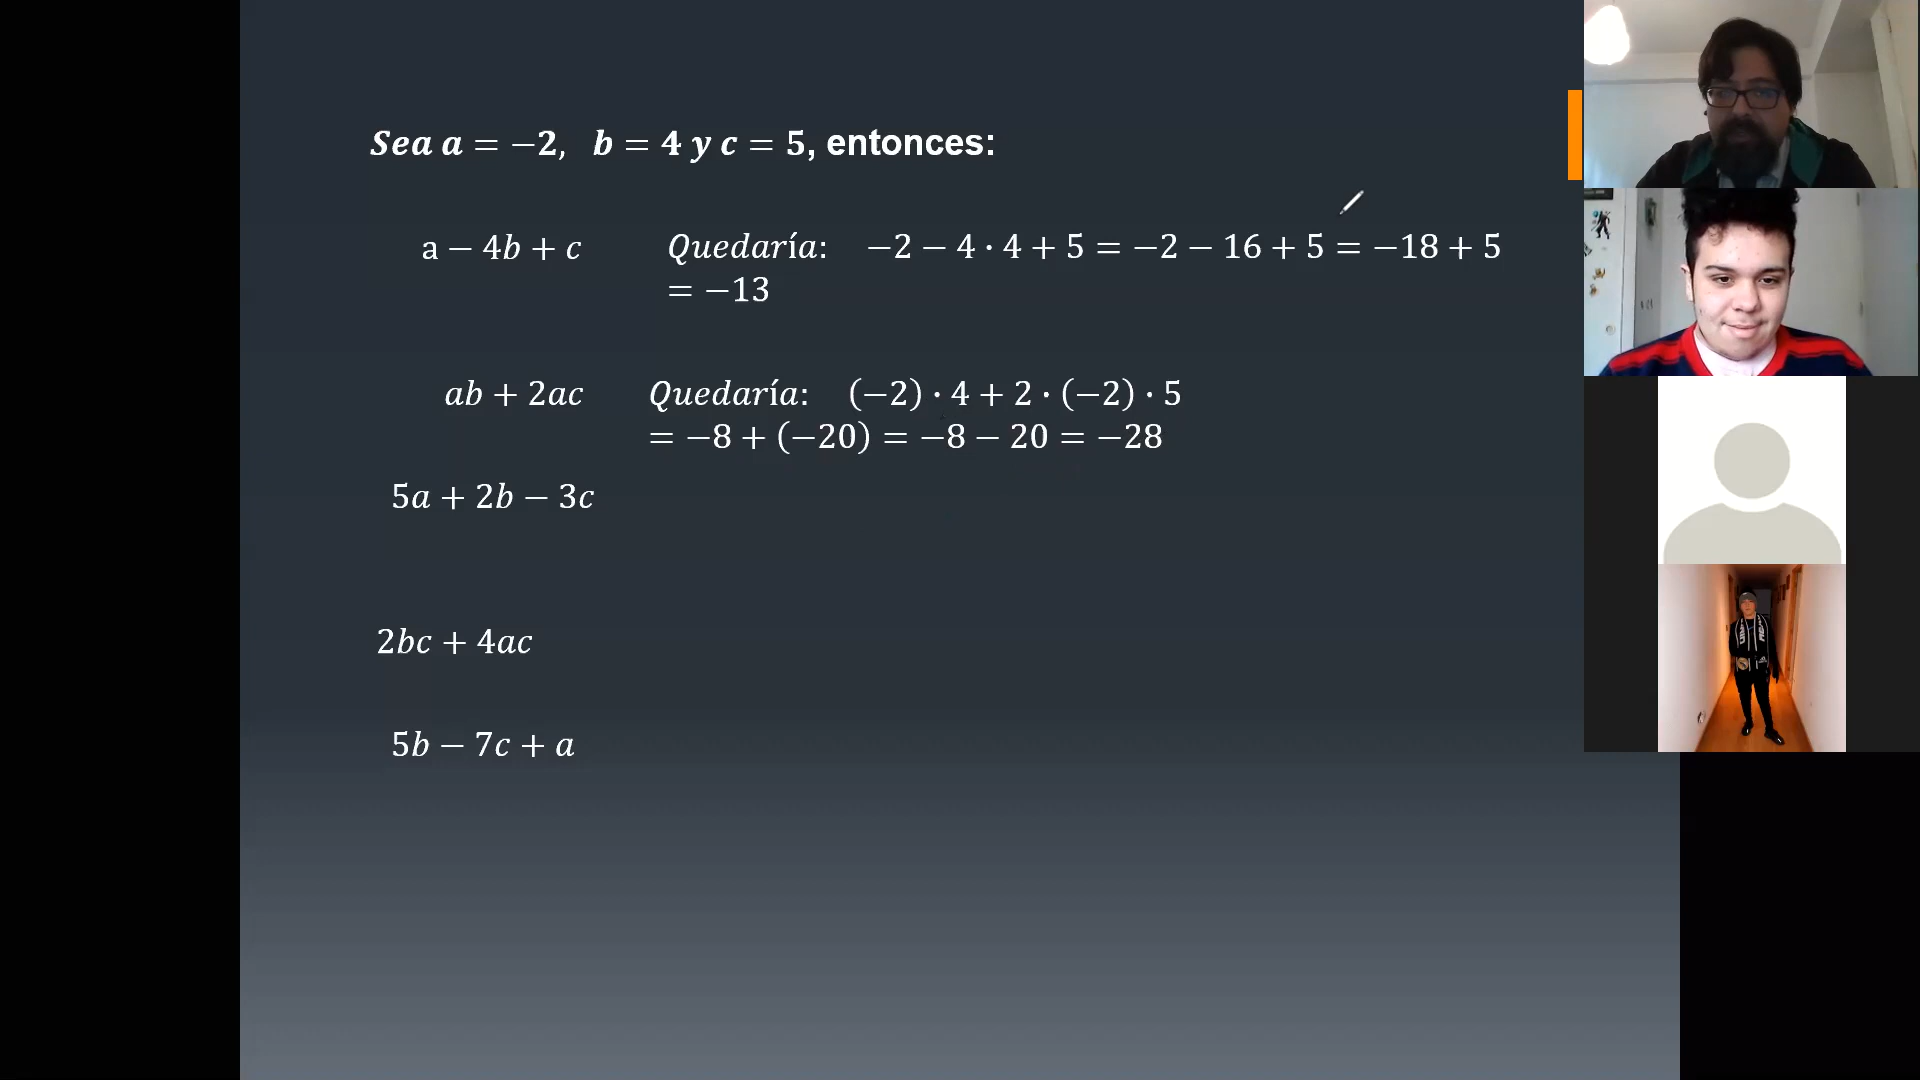 Sea a = −2, b = 4 y c = 5, entonces:
a − 4b + c Quedaría: −2 − 4 · 4 + 5 = −2 − 16 + 5 = −18 + 5
= −13
ab + 2ac Quedaría: (−2) · 4 + 2 · (−2) · 5
= −8 + (−20) = −8 − 20 = −28
5a + 2b − 3c
2bc + 4ac
5b − 7c + a